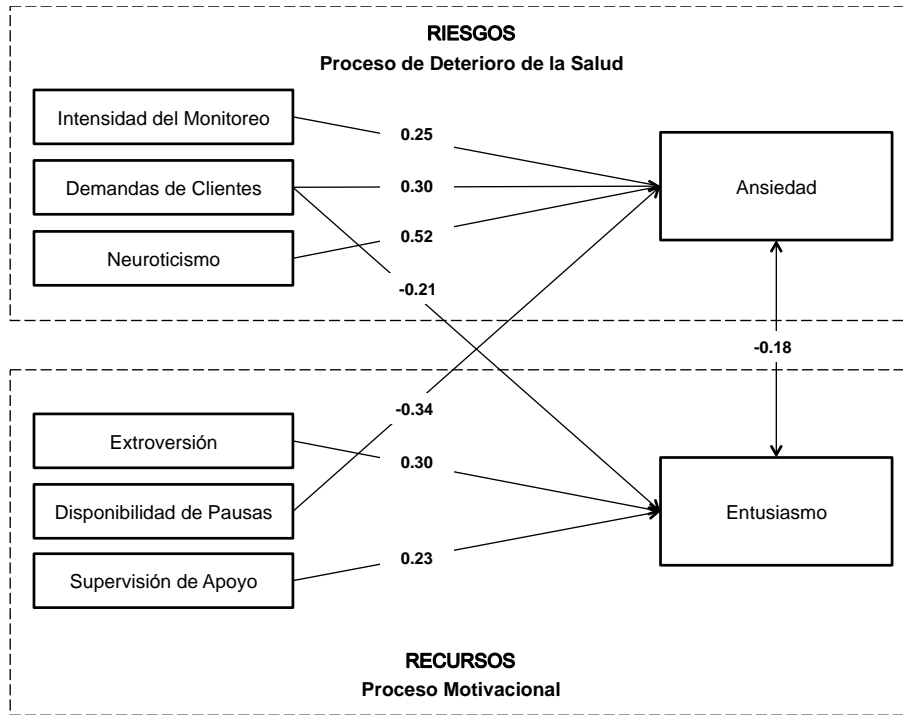 RIESGOS
Proceso de Deterioro de la Salud
Intensidad del Monitoreo
0.25
Ansiedad
Demandas de Clientes
0.30
Neuroticismo
0.52
-0.21
-0.18
-0.34
Extroversión
0.30
Disponibilidad de Pausas
Entusiasmo
Supervisión de Apoyo
0.23
RECURSOS
Proceso Motivacional